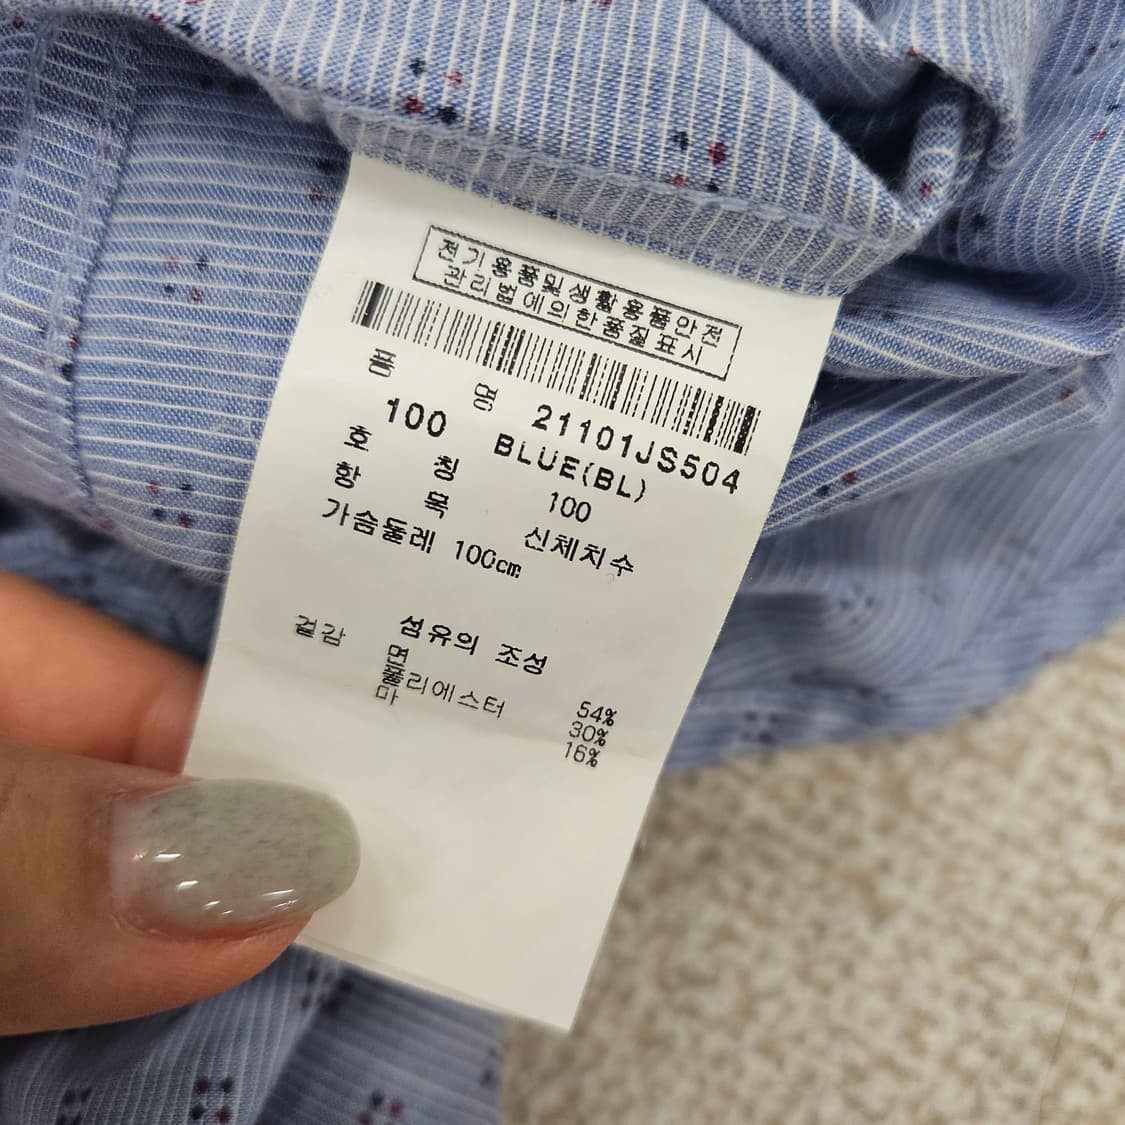 전기용품및생활용품안전
관리법에의한품질표시
품 명 21101JS504
100 BLUE(BL)
호 칭 100
항 목 신체치수
가슴둘레 100cm
섬유의 조성
겉감 면 54%
폴리에스터 30%
마 16%